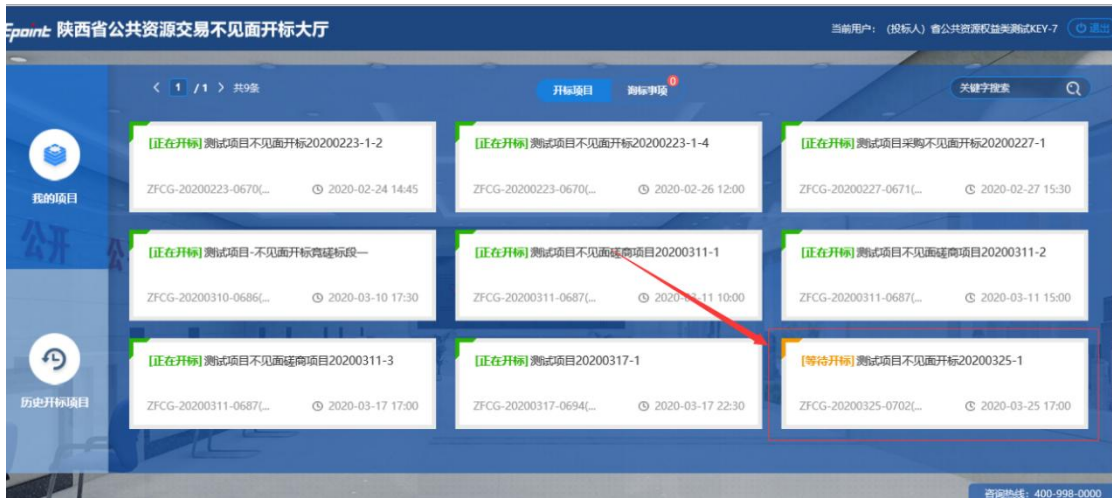 Epoint 陕西省公共资源交易不见面开标大厅
当前用户: (投标人) 省公共资源权益类测试KEY-7
退出
1 / 1 共9条
开标项目
询标事项
0
关键字搜索
我的项目
历史开标项目
公开
公
[正在开标] 测试项目不见面开标20200223-1-2
ZFCG-20200223-0670(... 2020-02-24 14:45
[正在开标] 测试项目不见面开标20200223-1-4
ZFCG-20200223-0670(... 2020-02-26 12:00
[正在开标] 测试项目采购不见面开标20200227-1
ZFCG-20200227-0671(... 2020-02-27 15:30
[正在开标] 测试项目-不见面开标竞磋标段一
ZFCG-20200310-0686(... 2020-03-10 17:30
[正在开标] 测试项目不见面磋商项目20200311-1
ZFCG-20200311-0687(... 2020-03-11 10:00
[正在开标] 测试项目不见面磋商项目20200311-2
ZFCG-20200311-0687(... 2020-03-11 15:00
[正在开标] 测试项目不见面磋商项目20200311-3
ZFCG-20200311-0687(... 2020-03-17 17:00
[正在开标] 测试项目20200317-1
ZFCG-20200317-0694(... 2020-03-17 22:30
[等待开标] 测试项目不见面开标20200325-1
ZFCG-20200325-0702(... 2020-03-25 17:00
咨询热线: 400-998-0000